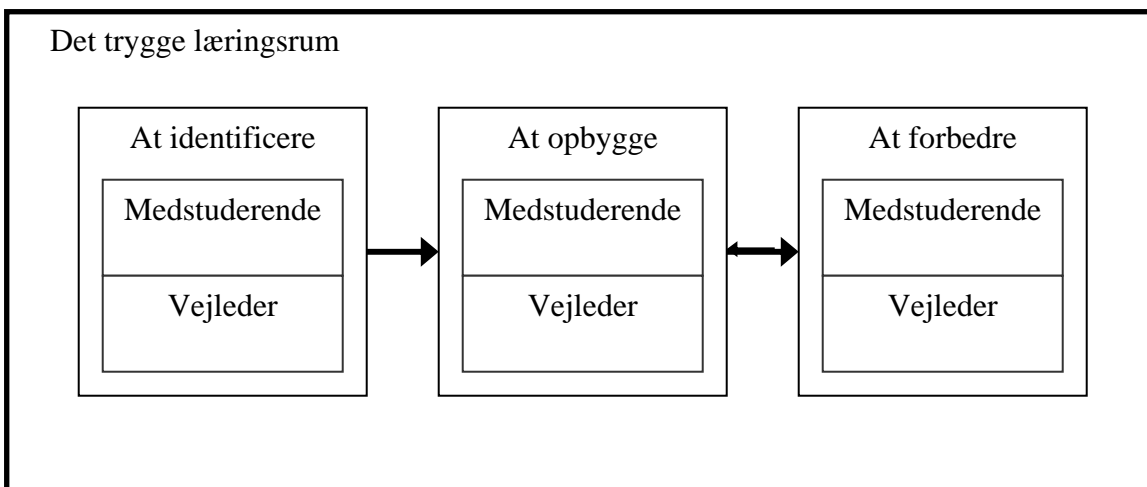 Det trygge læringsrum
At identificere
Medstuderende
Vejleder
At opbygge
Medstuderende
Vejleder
At forbedre
Medstuderende
Vejleder